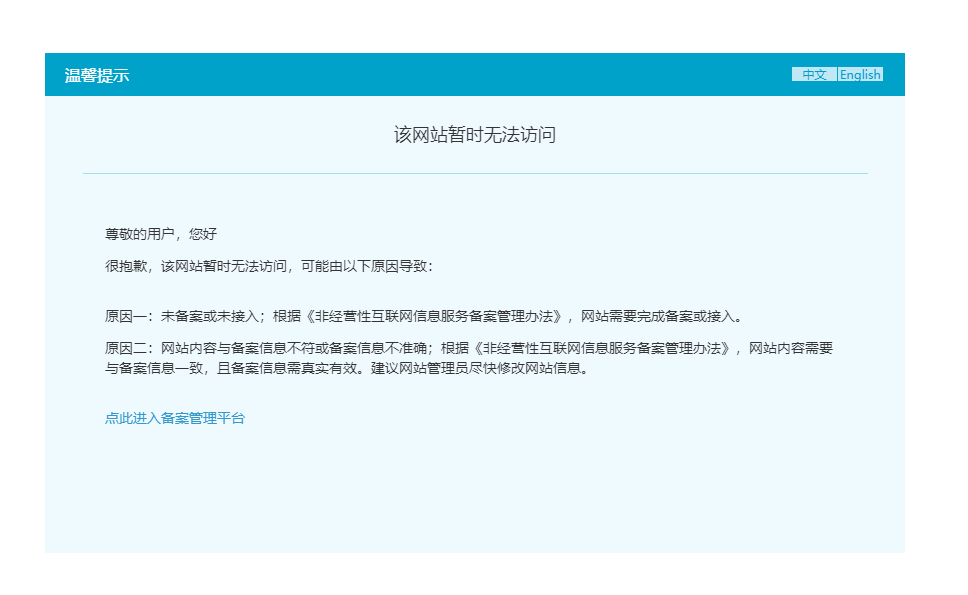 温馨提示
中文 English
该网站暂时无法访问
尊敬的用户，您好
很抱歉，该网站暂时无法访问，可能由以下原因导致：
原因一：未备案或未接入；根据《非经营性互联网信息服务备案管理办法》，网站需要完成备案或接入。
原因二：网站内容与备案信息不符或备案信息不准确；根据《非经营性互联网信息服务备案管理办法》，网站内容需要
与备案信息一致，且备案信息需真实有效。建议网站管理员尽快修改网站信息。
点此进入备案管理平台